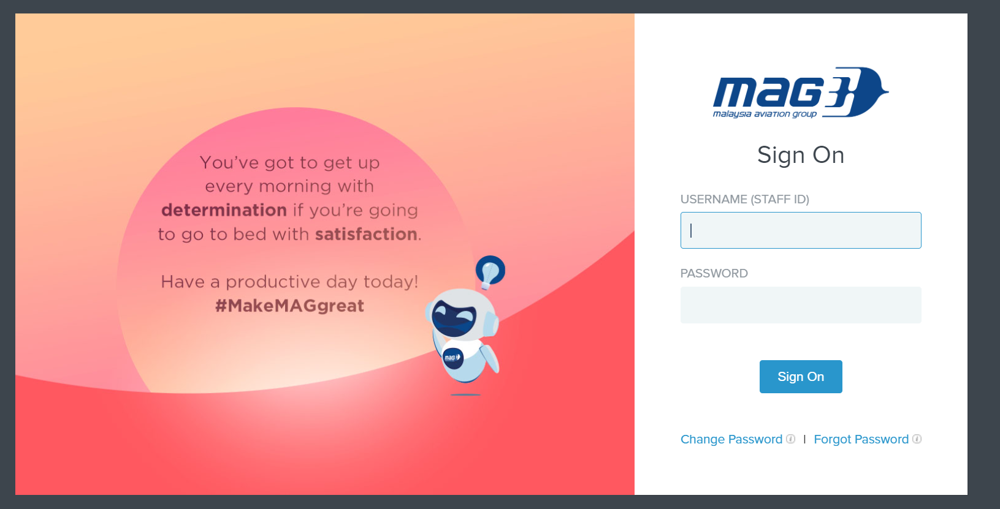 You've got to get up
every morning with
determination if you're going
to go to bed with satisfaction.
Have a productive day today!
#MakeMAGgreat
mag
mag
malaysia aviation group
Sign On
USERNAME (STAFF ID)
PASSWORD
Sign On
Change Password i | Forgot Password i